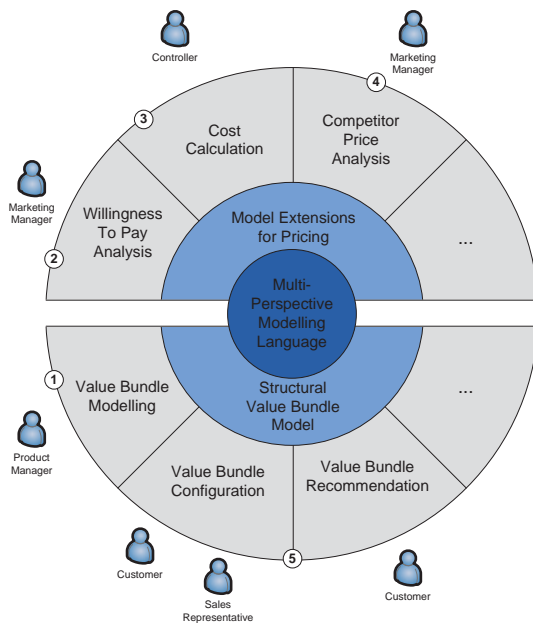 Controller
Marketing
Manager
4
3
Cost
Calculation
Competitor
Price
Analysis
Marketing
Manager
Willingness
To Pay
Analysis
Model Extensions
for Pricing
...
2
Multi-
Perspective
Modelling
Language
1
Value Bundle
Modelling
Structural
Value Bundle
Model
...
Product
Manager
Value Bundle
Configuration
Value Bundle
Recommendation
5
Customer
Sales
Representative
Customer